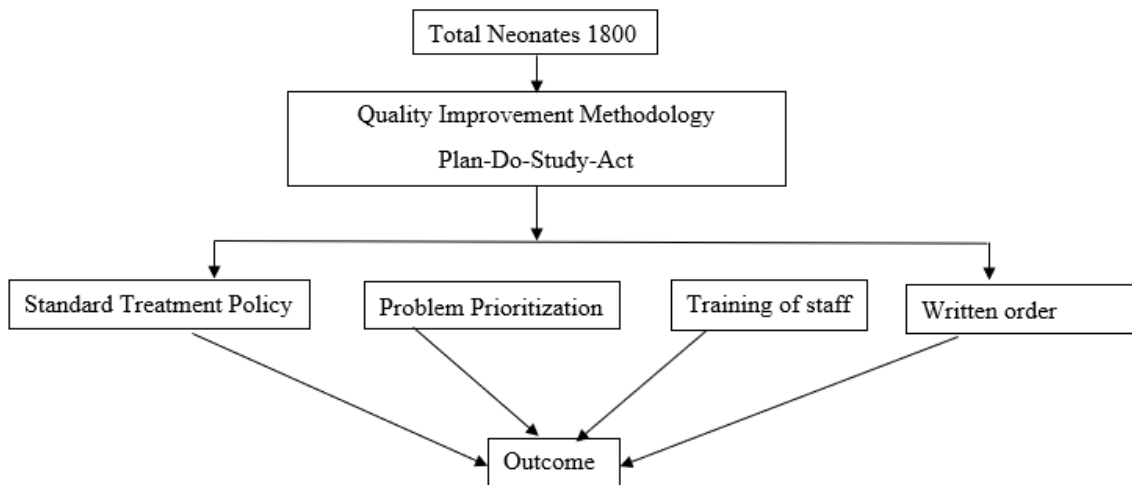 Total Neonates 1800
Quality Improvement Methodology
Plan-Do-Study-Act
Standard Treatment Policy
Problem Prioritization
Training of staff
Written order
Outcome